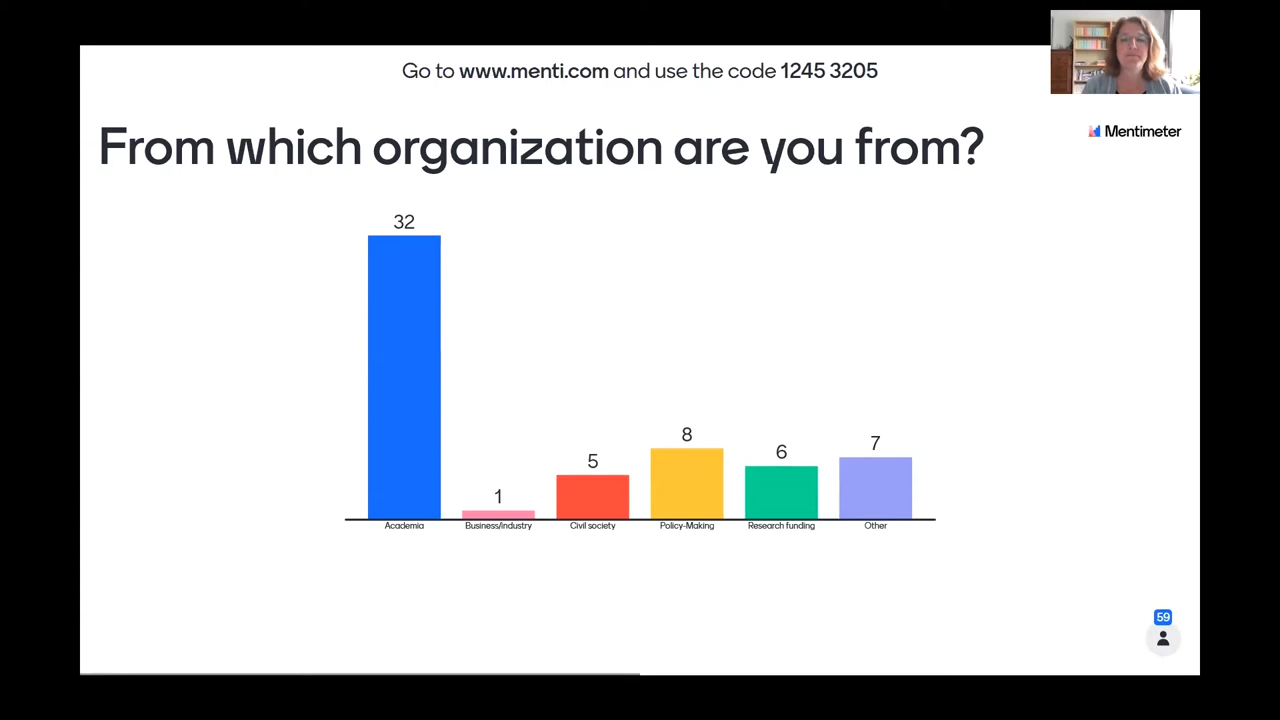 Go to www.menti.com and use the code 1245 3205
From which organization are you from?
Mentimeter
32
1
5
8
6
7
Academia
Business/industry
Civil society
Policy-Making
Research funding
Other
59